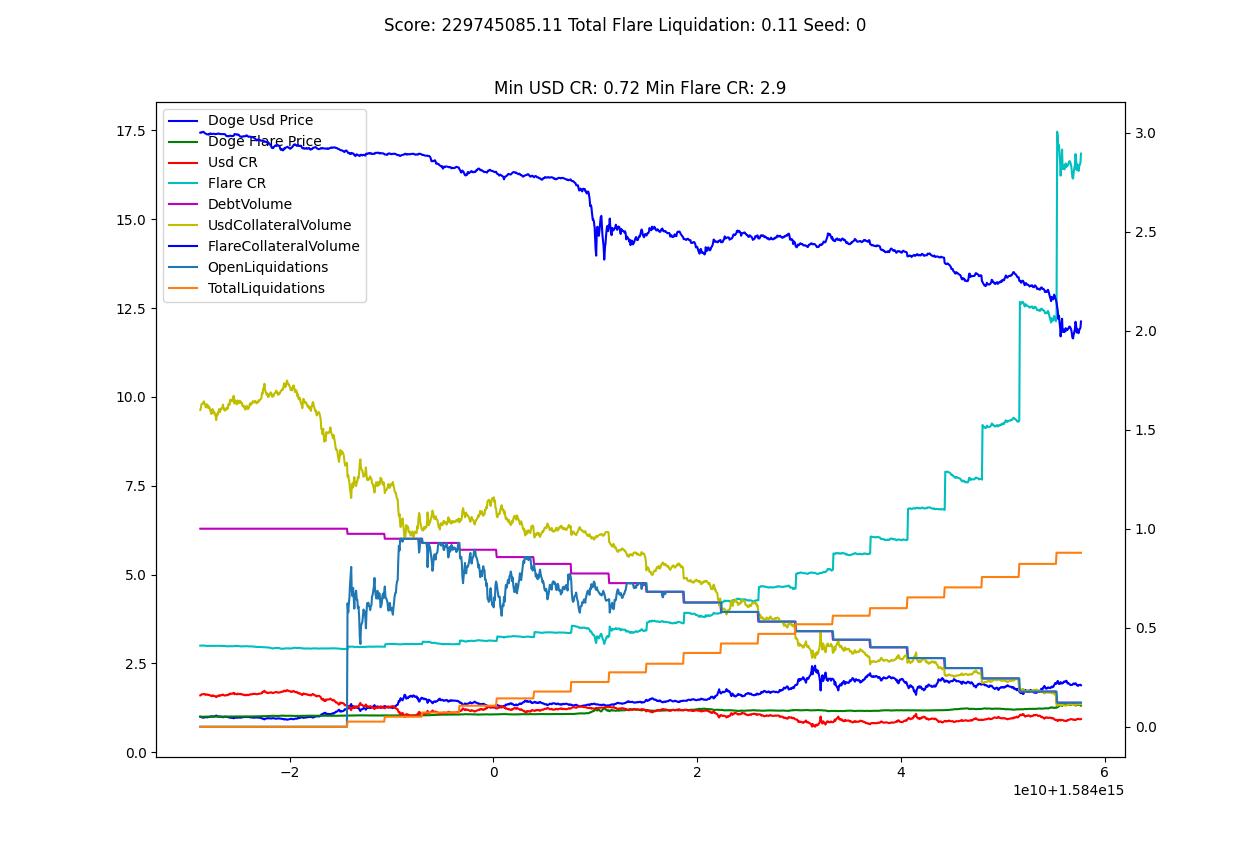 Score: 229745085.11 Total Flare Liquidation: 0.11 Seed: 0
Min USD CR: 0.72 Min Flare CR: 2.9
Doge Usd Price
Doge Flare Price
Usd CR
Flare CR
DebtVolume
UsdCollateralVolume
FlareCollateralVolume
OpenLiquidations
TotalLiquidations
17.5
15.0
12.5
10.0
7.5
5.0
2.5
0.0
3.0
2.5
2.0
1.5
1.0
0.5
0.0
−2
0
2
4
6
1e10+1.584e15